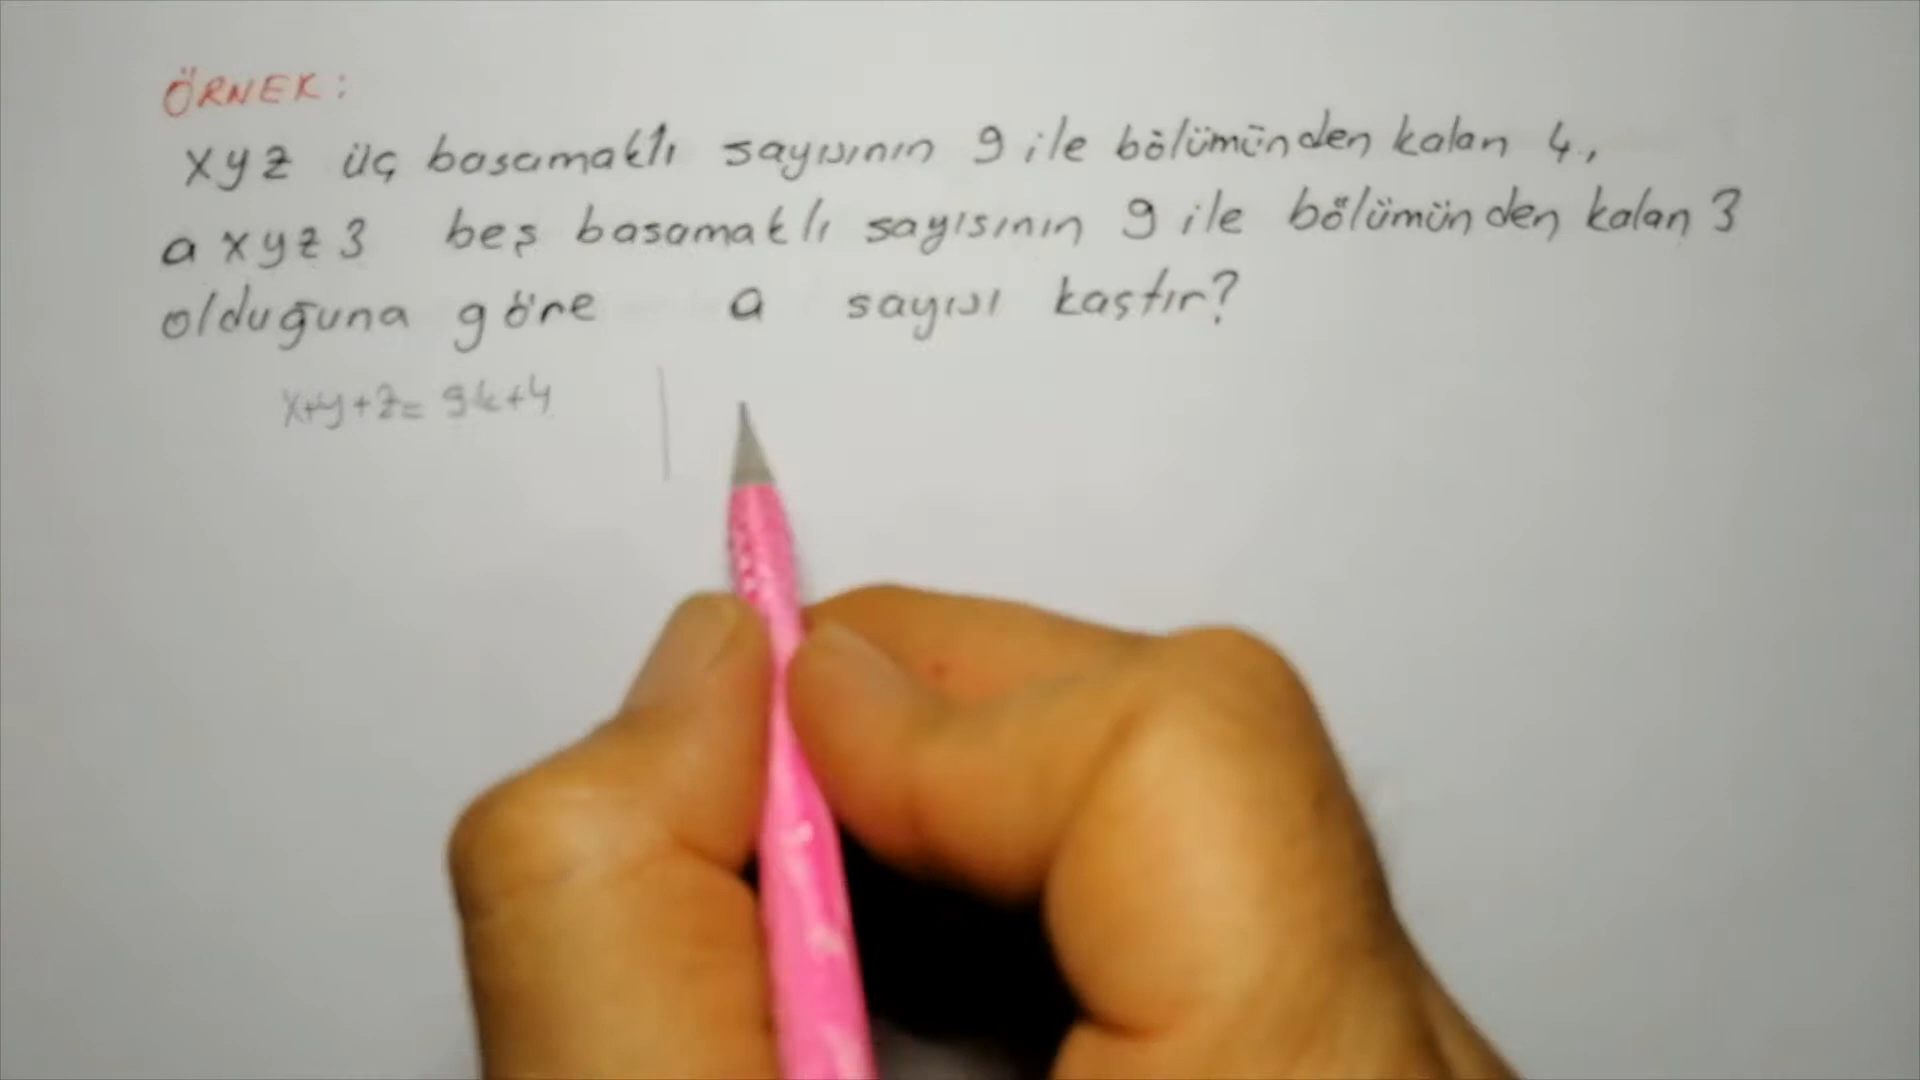 ÖRNEK:
xyz üç basamaklı sayısının 9 ile bölümünden kalan 4,
axyz3 beş basamaklı sayısının 9 ile bölümünden kalan 3
olduğuna göre a sayısı kaçtır?
x+y+z= 9k+4